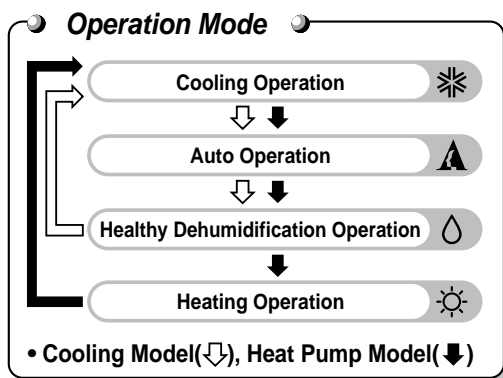 Operation Mode
Cooling Operation
Auto Operation
Healthy Dehumidification Operation
Heating Operation
• Cooling Model(⇩), Heat Pump Model(⬇)